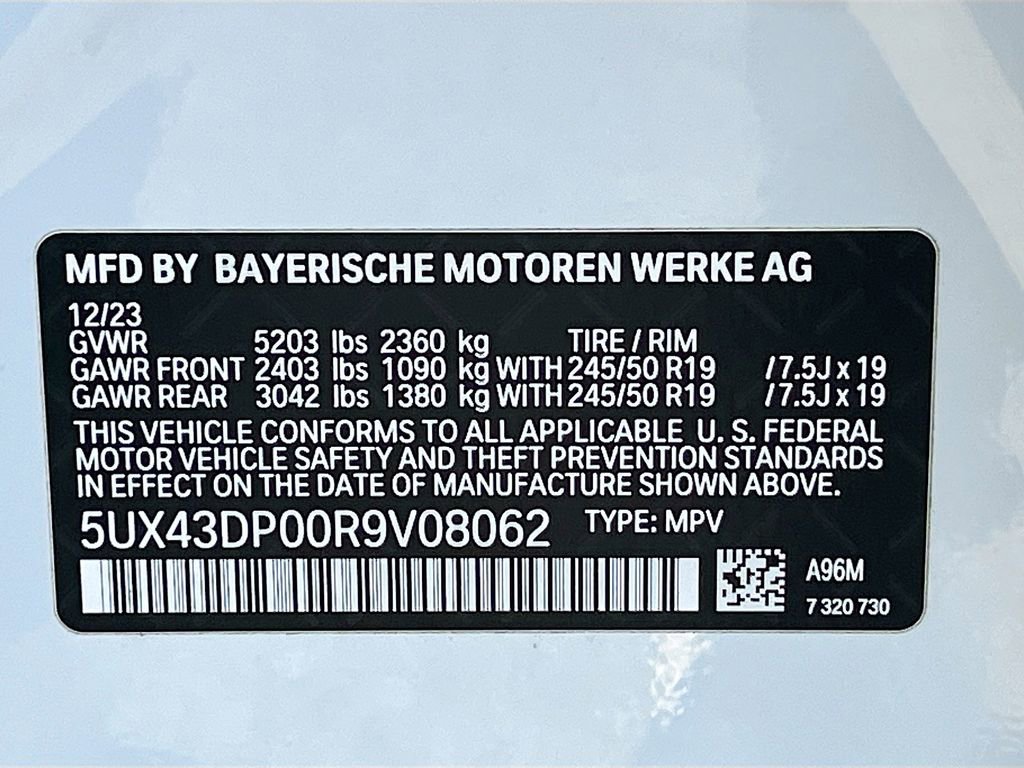 MFD BY BAYERISCHE MOTOREN WERKE AG
12/23
GVWR 5203 lbs 2360 kg TIRE / RIM
GAWR FRONT 2403 lbs 1090 kg WITH 245/50 R19 / 7.5J x 19
GAWR REAR 3042 lbs 1380 kg WITH 245/50 R19 / 7.5J x 19
THIS VEHICLE CONFORMS TO ALL APPLICABLE U. S. FEDERAL
MOTOR VEHICLE SAFETY AND THEFT PREVENTION STANDARDS
IN EFFECT ON THE DATE OF MANUFACTURE SHOWN ABOVE.
5UX43DP00R9V08062 TYPE: MPV
A96M
7 320 730